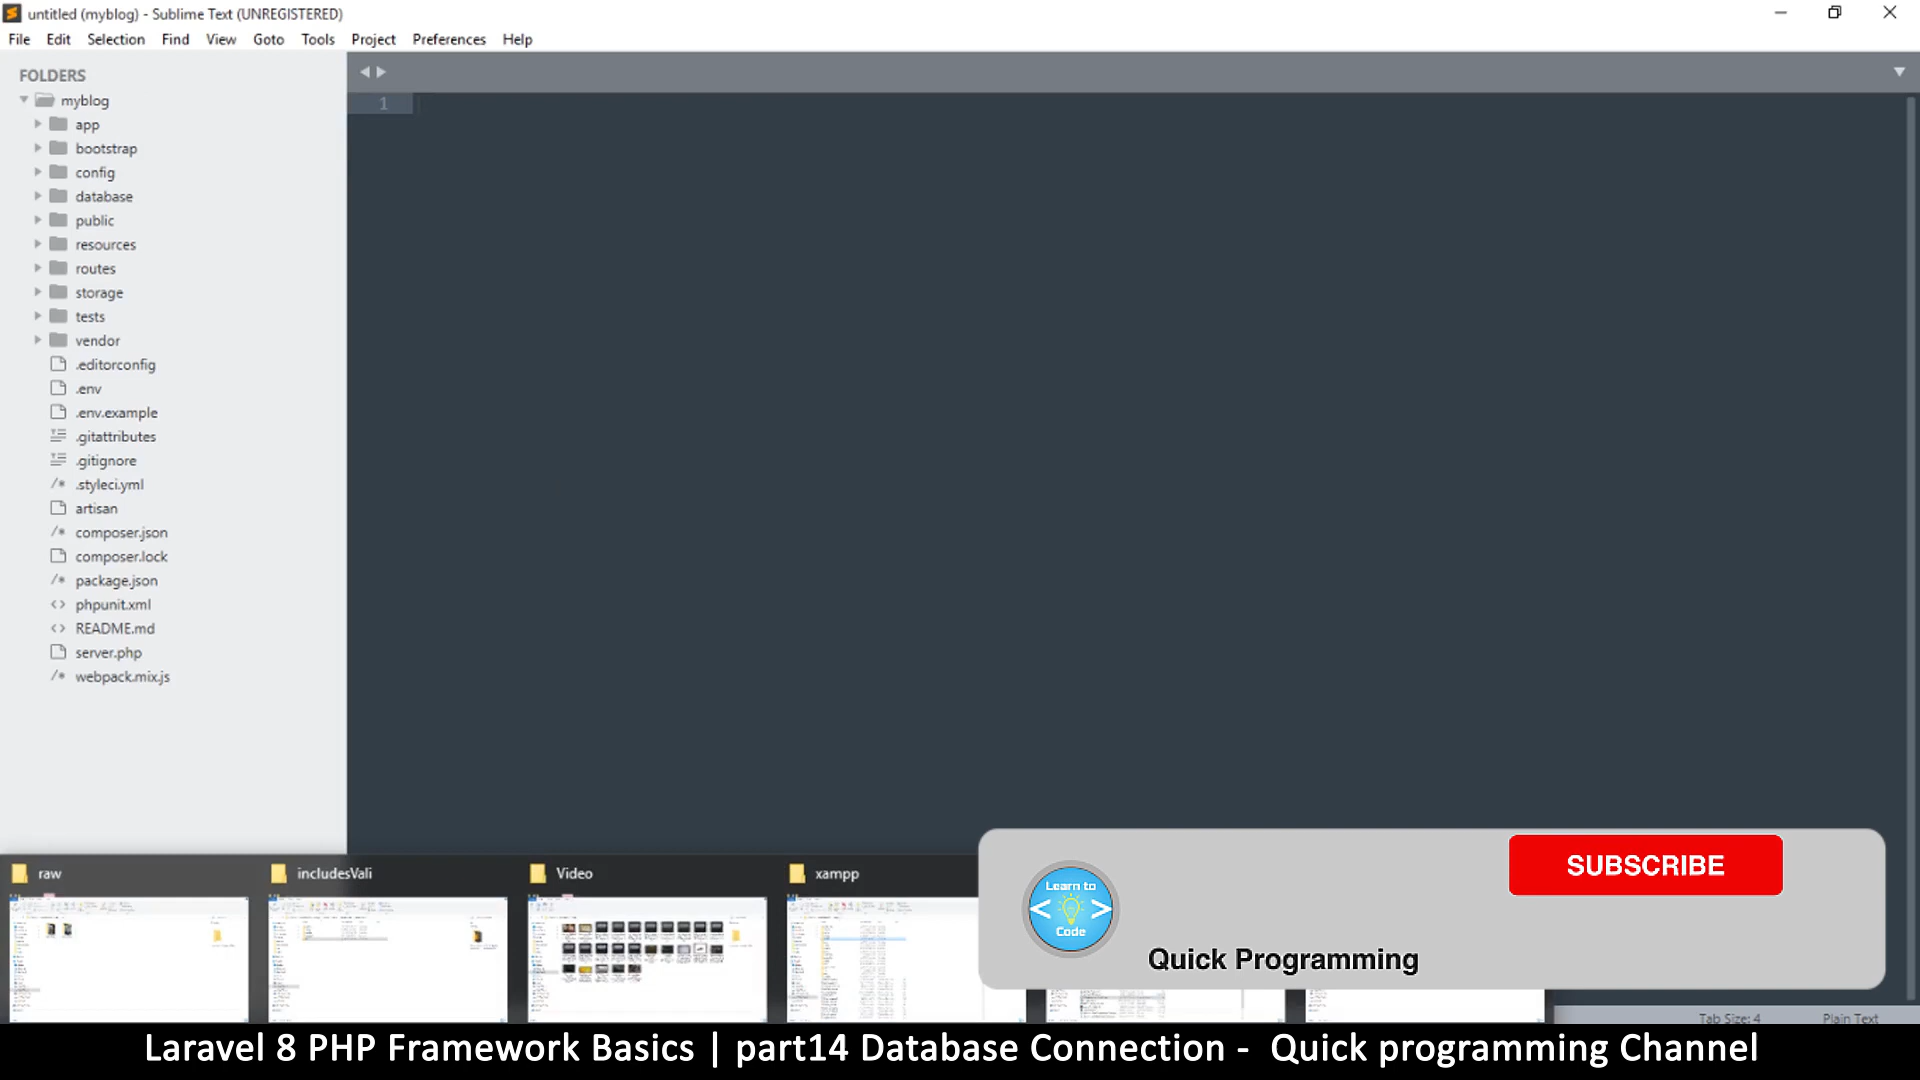 untitled (myblog) - Sublime Text (UNREGISTERED)
File Edit Selection Find View Goto Tools Project Preferences Help
FOLDERS
myblog
1
app
bootstrap
config
database
public
resources
routes
storage
tests
vendor
.editorconfig
.env
.env.example
.gitattributes
.gitignore
.styleci.yml
artisan
composer.json
composer.lock
package.json
phpunit.xml
README.md
server.php
webpack.mix.js
raw includesVali Video xampp
SUBSCRIBE
Learn to
Code
Quick Programming
Tab Size: 4 Plain Text
Laravel 8 PHP Framework Basics | part14 Database Connection - Quick programming Channel